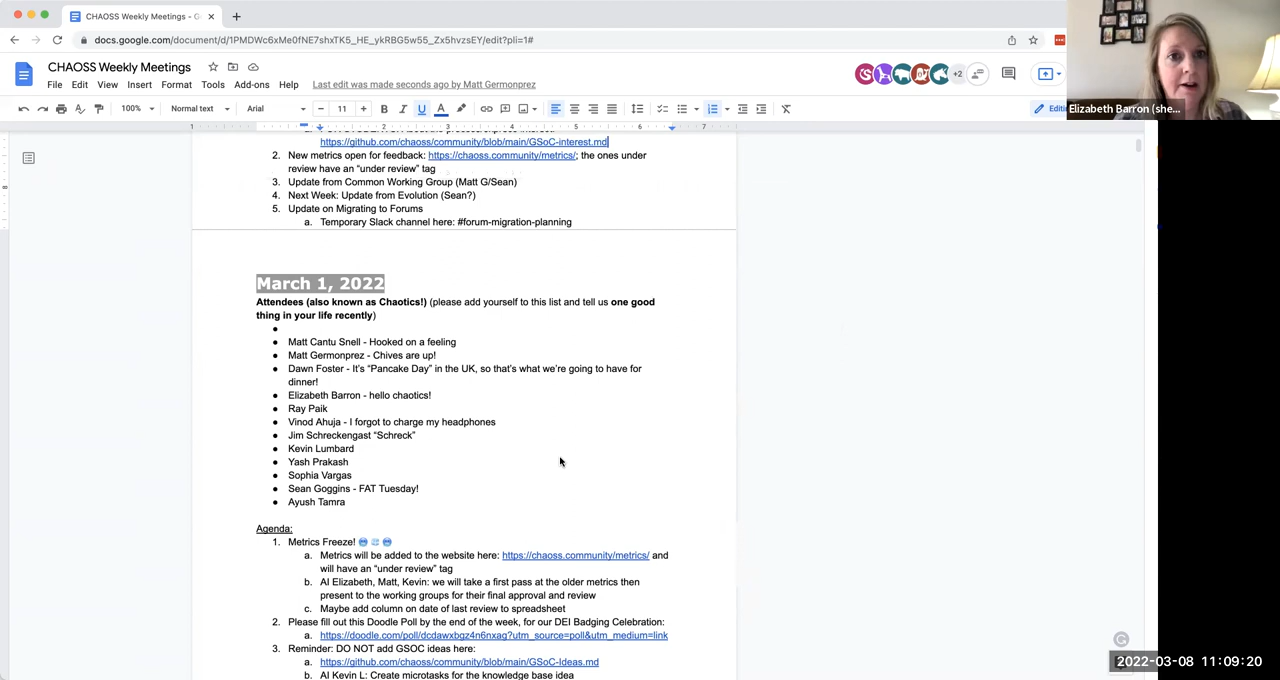 CHAOSS Weekly Meetings - G
docs.google.com/document/d/1PMDWc6xMe0fNE7shxTK5_HE_ykRBG5w55_Zx5hvzsEY/edit?pli=1#
CHAOSS Weekly Meetings
File Edit View Insert Format Tools Add-ons Help Last edit was made seconds ago by Matt Germonprez
+2
100% Normal text Arial 11
Elizabeth Barron (she...
1 2 3 4 5 6 7
https://github.com/chaoss/community/blob/main/GSoC-interest.md
2. New metrics open for feedback: https://chaoss.community/metrics/; the ones under
review have an “under review” tag
3. Update from Common Working Group (Matt G/Sean)
4. Next Week: Update from Evolution (Sean?)
5. Update on Migrating to Forums
a. Temporary Slack channel here: #forum-migration-planning
March 1, 2022
Attendees (also known as Chaotics!) (please add yourself to this list and tell us one good
thing in your life recently)
Matt Cantu Snell - Hooked on a feeling
Matt Germonprez - Chives are up!
Dawn Foster - It’s “Pancake Day” in the UK, so that’s what we’re going to have for
dinner!
Elizabeth Barron - hello chaotics!
Ray Paik
Vinod Ahuja - I forgot to charge my headphones
Jim Schreckengast “Schreck”
Kevin Lumbard
Yash Prakash
Sophia Vargas
Sean Goggins - FAT Tuesday!
Ayush Tamra
Agenda:
1. Metrics Freeze! 🥶 🧊 🥶
a. Metrics will be added to the website here: https://chaoss.community/metrics/ and
will have an “under review” tag
b. AI Elizabeth, Matt, Kevin: we will take a first pass at the older metrics then
present to the working groups for their final approval and review
c. Maybe add column on date of last review to spreadsheet
2. Please fill out this Doodle Poll by the end of the week, for our DEI Badging Celebration:
a. https://doodle.com/poll/dcdawxbgz4n6nxag?utm_source=poll&utm_medium=link
3. Reminder: DO NOT add GSOC ideas here:
a. https://github.com/chaoss/community/blob/main/GSoC-Ideas.md
b. AI Kevin L: Create microtasks for the knowledge base idea
2022-03-08 11:09:20